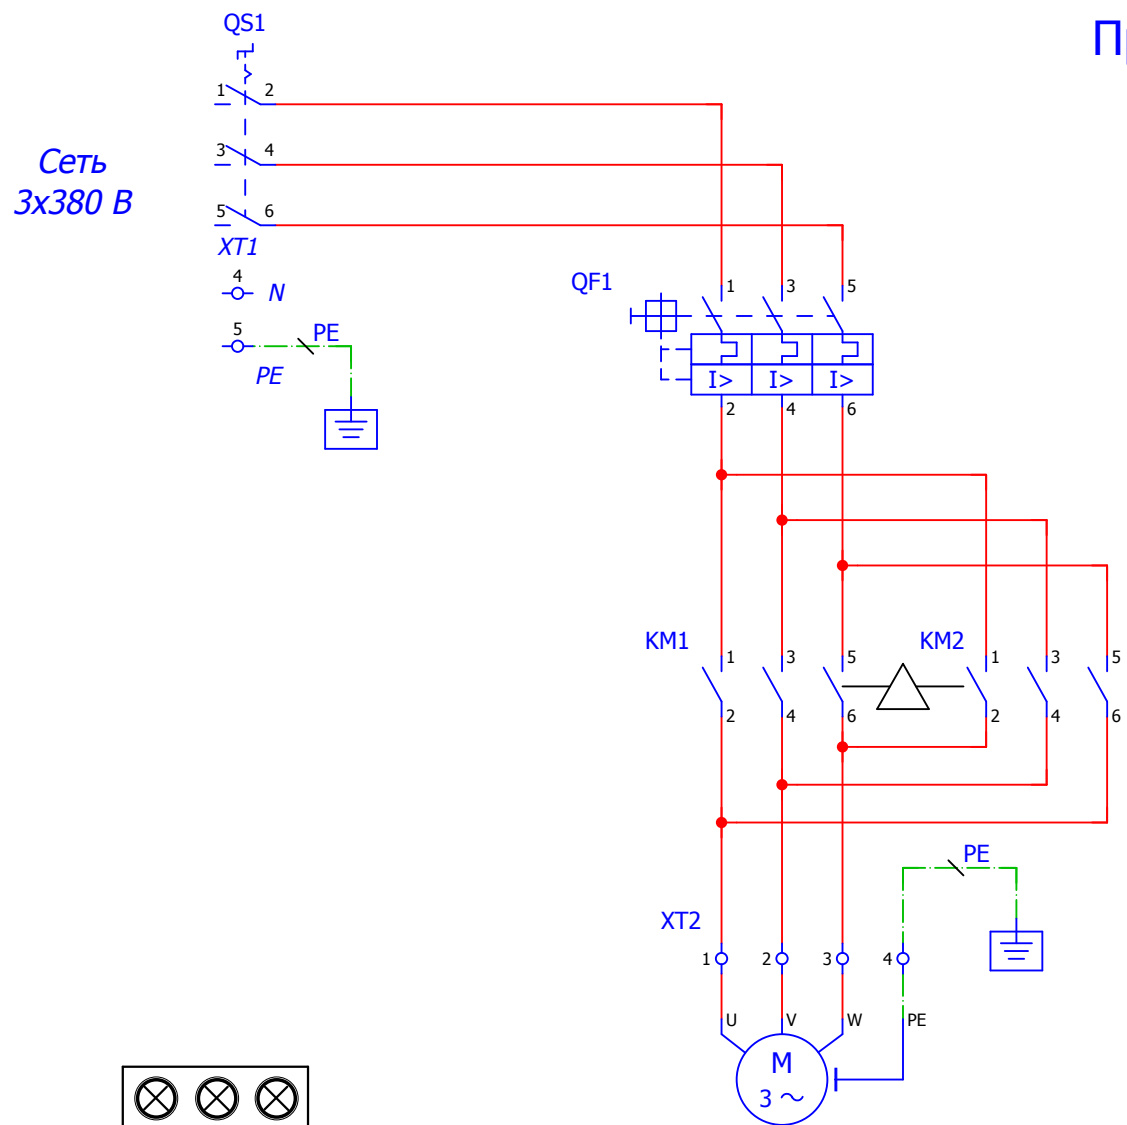 QS1
Пр
1 2
3 4
5 6
Сеть
3x380 В
XT1
4 N
5 PE
PE
QF1
1 3 5
I> I> I>
2 4 6
KM1
1 3 5
2 4 6
KM2
1 3 5
2 4 6
PE
XT2
1 2 3 4
U V W PE
M
3 ~